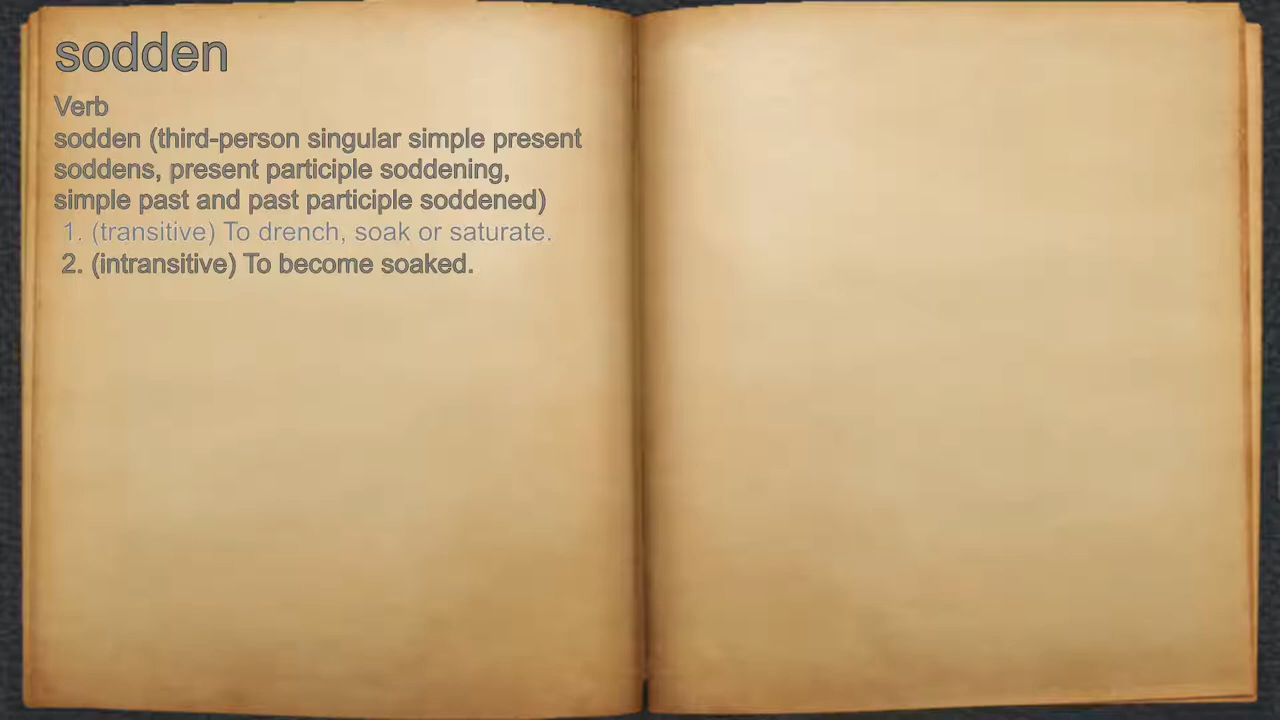 sodden
Verb
sodden (third-person singular simple present
soddens, present participle soddening,
simple past and past participle soddened)
1. (transitive) To drench, soak or saturate.
2. (intransitive) To become soaked.